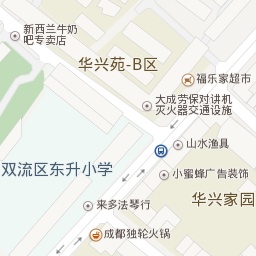 新西兰牛奶
吧专卖店
华兴苑-B区
福乐家超市
大成劳保对讲机
灭火器交通设施
山水渔具
双流区东升小学
小蜜蜂广告装饰
华兴家园
来多法琴行
成都独轮火锅